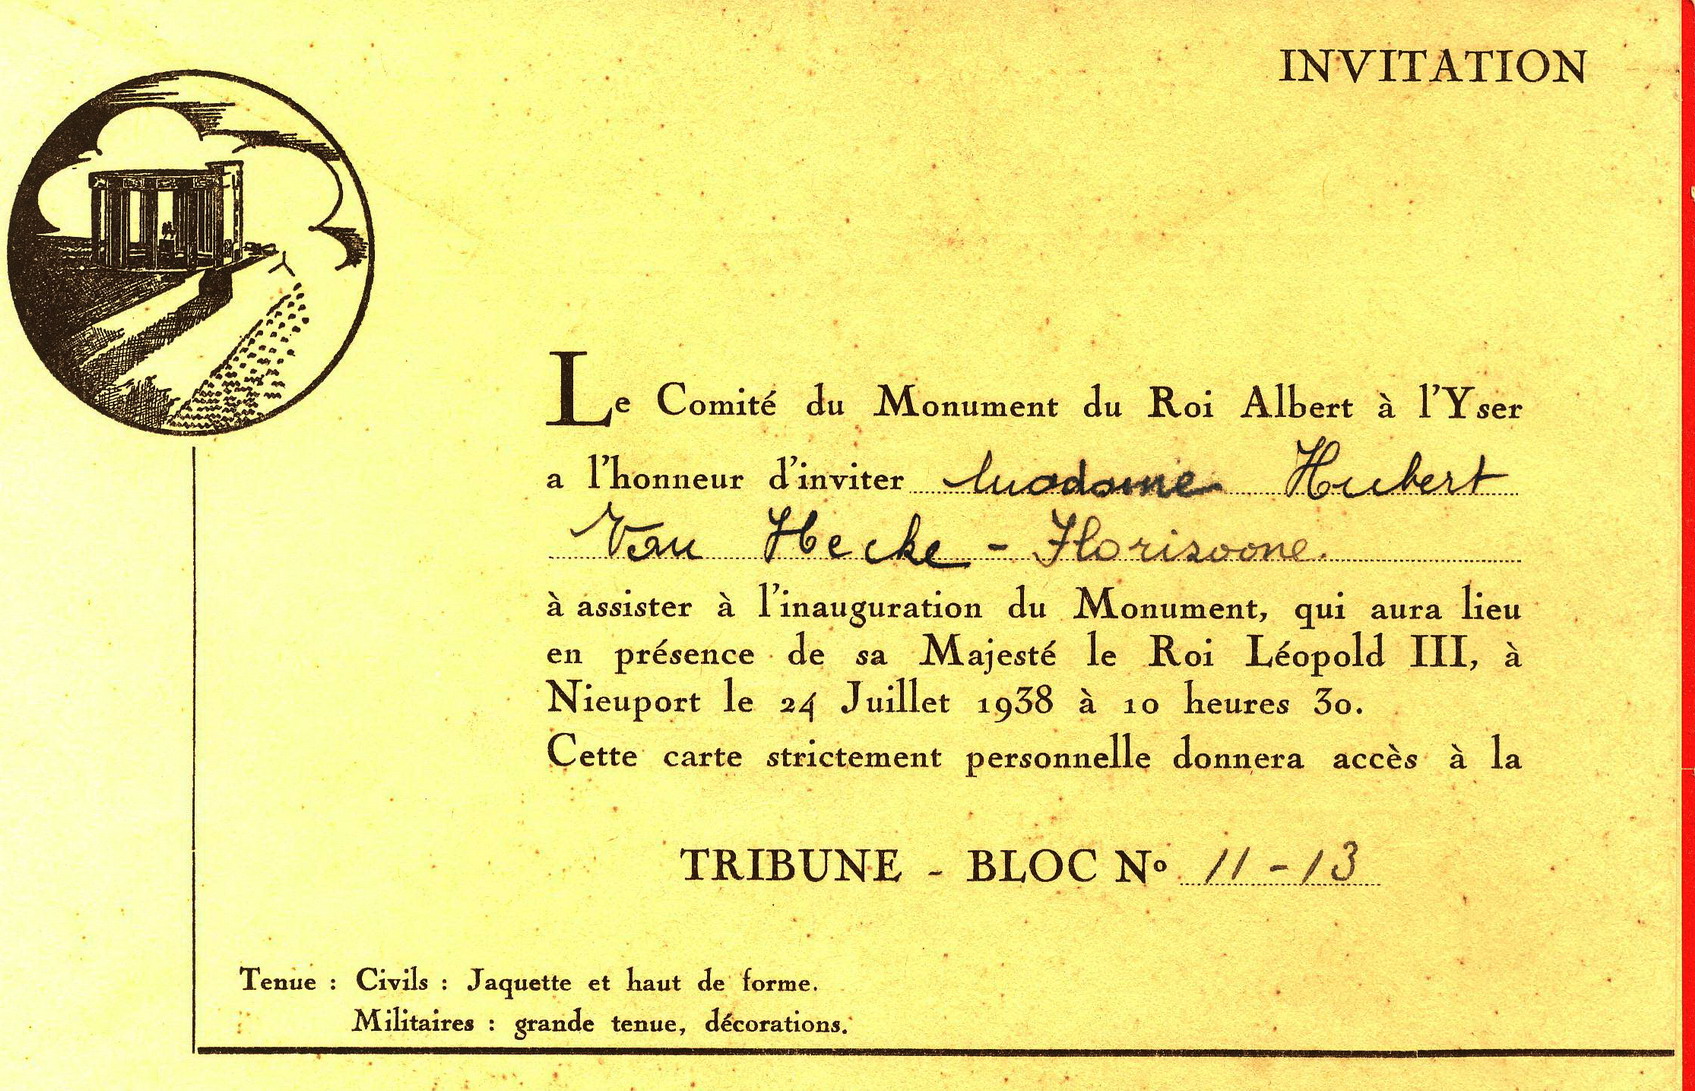 INVITATION
Le Comité du Monument du Roi Albert à l'Yser
a l'honneur d'inviter Madame Hubert
Van Hecke - Florizoone.
à assister à l'inauguration du Monument, qui aura lieu
en présence de sa Majesté le Roi Léopold III, à
Nieuport le 24 Juillet 1938 à 10 heures 30.
Cette carte strictement personnelle donnera accès à la
TRIBUNE - BLOC No 11-13
Tenue : Civils : Jaquette et haut de forme.
Militaires : grande tenue, décorations.